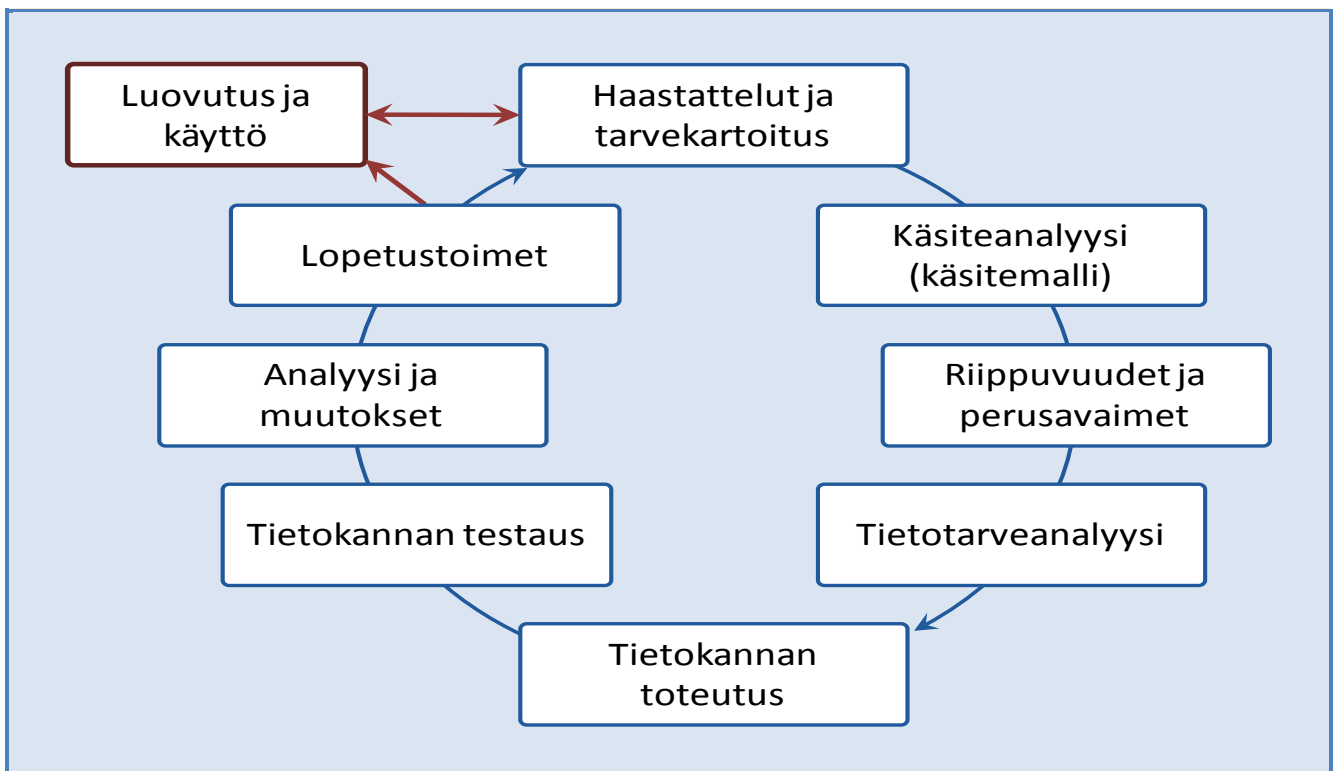 Luovutus ja
käyttö
Haastattelut ja
tarvekartoitus
Lopetustoimet
Käsiteanalyysi
(käsitemalli)
Analyysi ja
muutokset
Riippuvuudet ja
perusavaimet
Tietokannan testaus
Tietotarveanalyysi
Tietokannan
toteutus